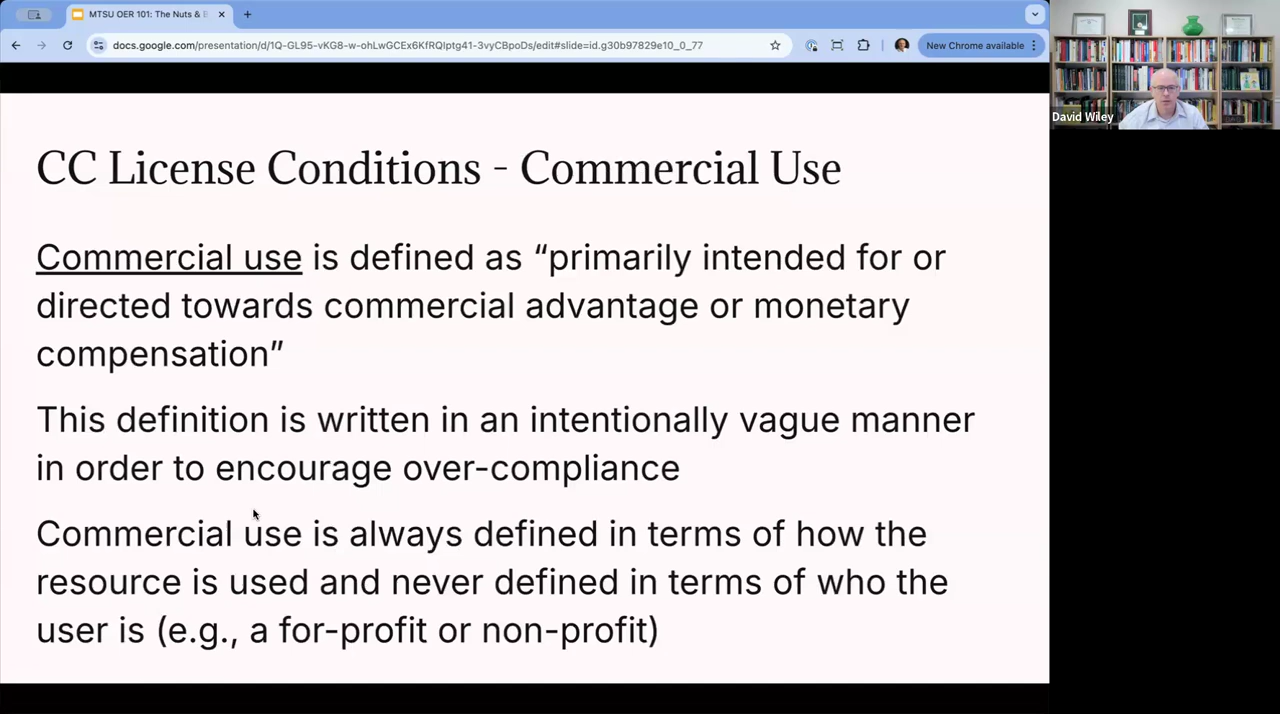 MTSU OER 101: The Nuts & B
docs.google.com/presentation/d/1Q-GL95-vKG8-w-ohLwGCEx6KfRQIptg41-3vyCBpoDs/edit#slide=id.g30b97829e10_0_77
New Chrome available
David Wiley
CC License Conditions - Commercial Use
Commercial use is defined as “primarily intended for or
directed towards commercial advantage or monetary
compensation”
This definition is written in an intentionally vague manner
in order to encourage over-compliance
Commercial use is always defined in terms of how the
resource is used and never defined in terms of who the
user is (e.g., a for-profit or non-profit)